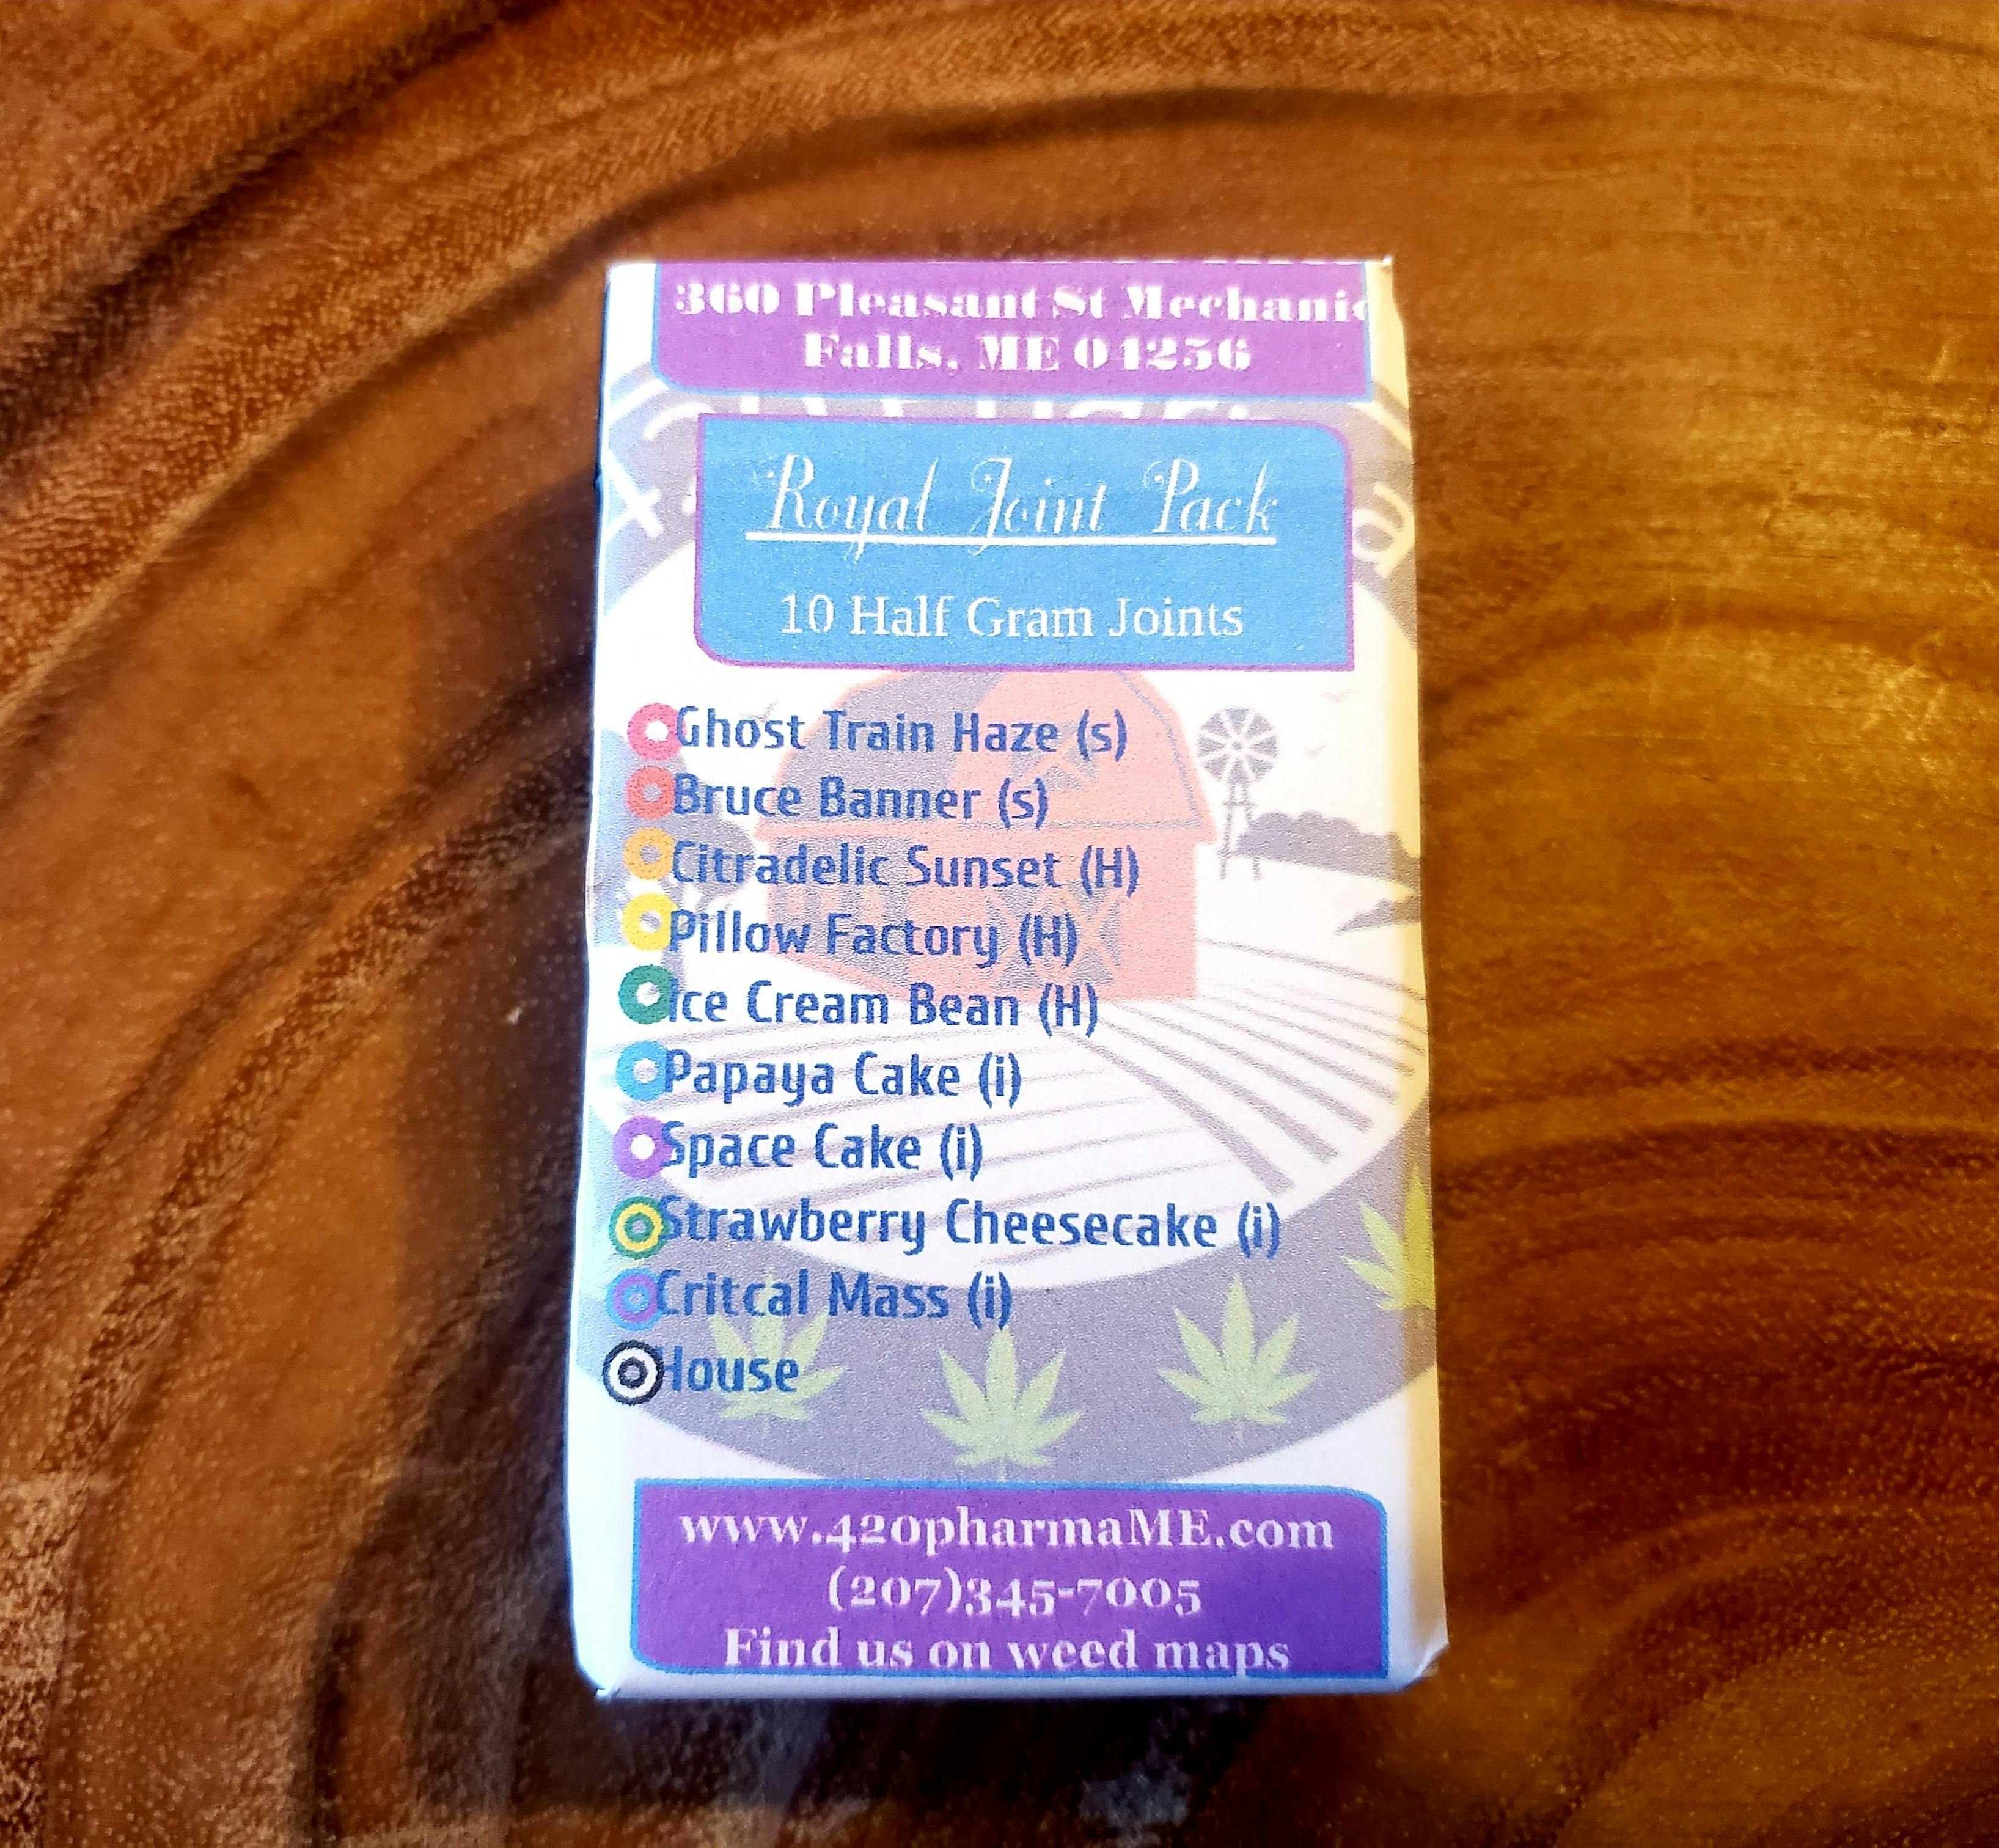 360 Pleasant St Mechanic
Falls, ME 04256
Royal Joint Pack
10 Half Gram Joints
Ghost Train Haze (s)
Bruce Banner (s)
Citradelic Sunset (H)
Pillow Factory (H)
Ice Cream Bean (H)
Papaya Cake (i)
Space Cake (i)
Strawberry Cheesecake (i)
Critcal Mass (i)
House
www.420pharmaME.com
(207)345-7005
Find us on weed maps